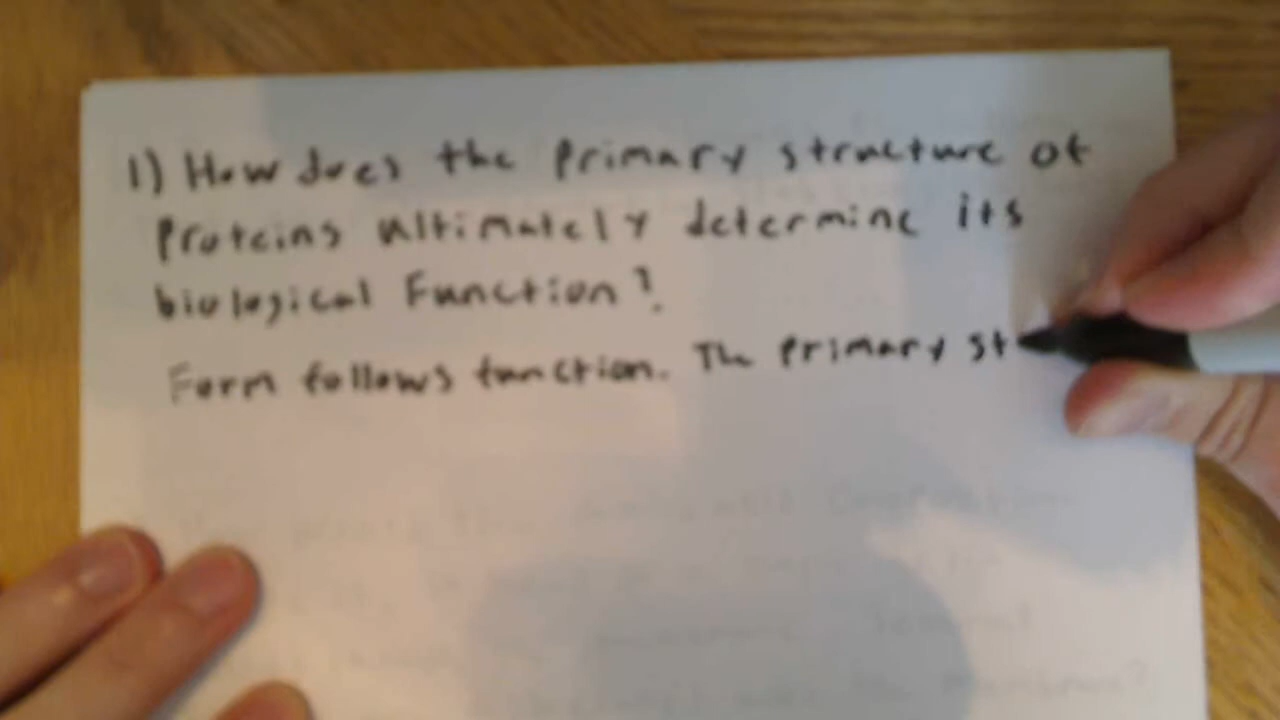 1) How does the Primary structure of
Proteins ultimately determine its
biological Function?
Form follows function. The Primary st